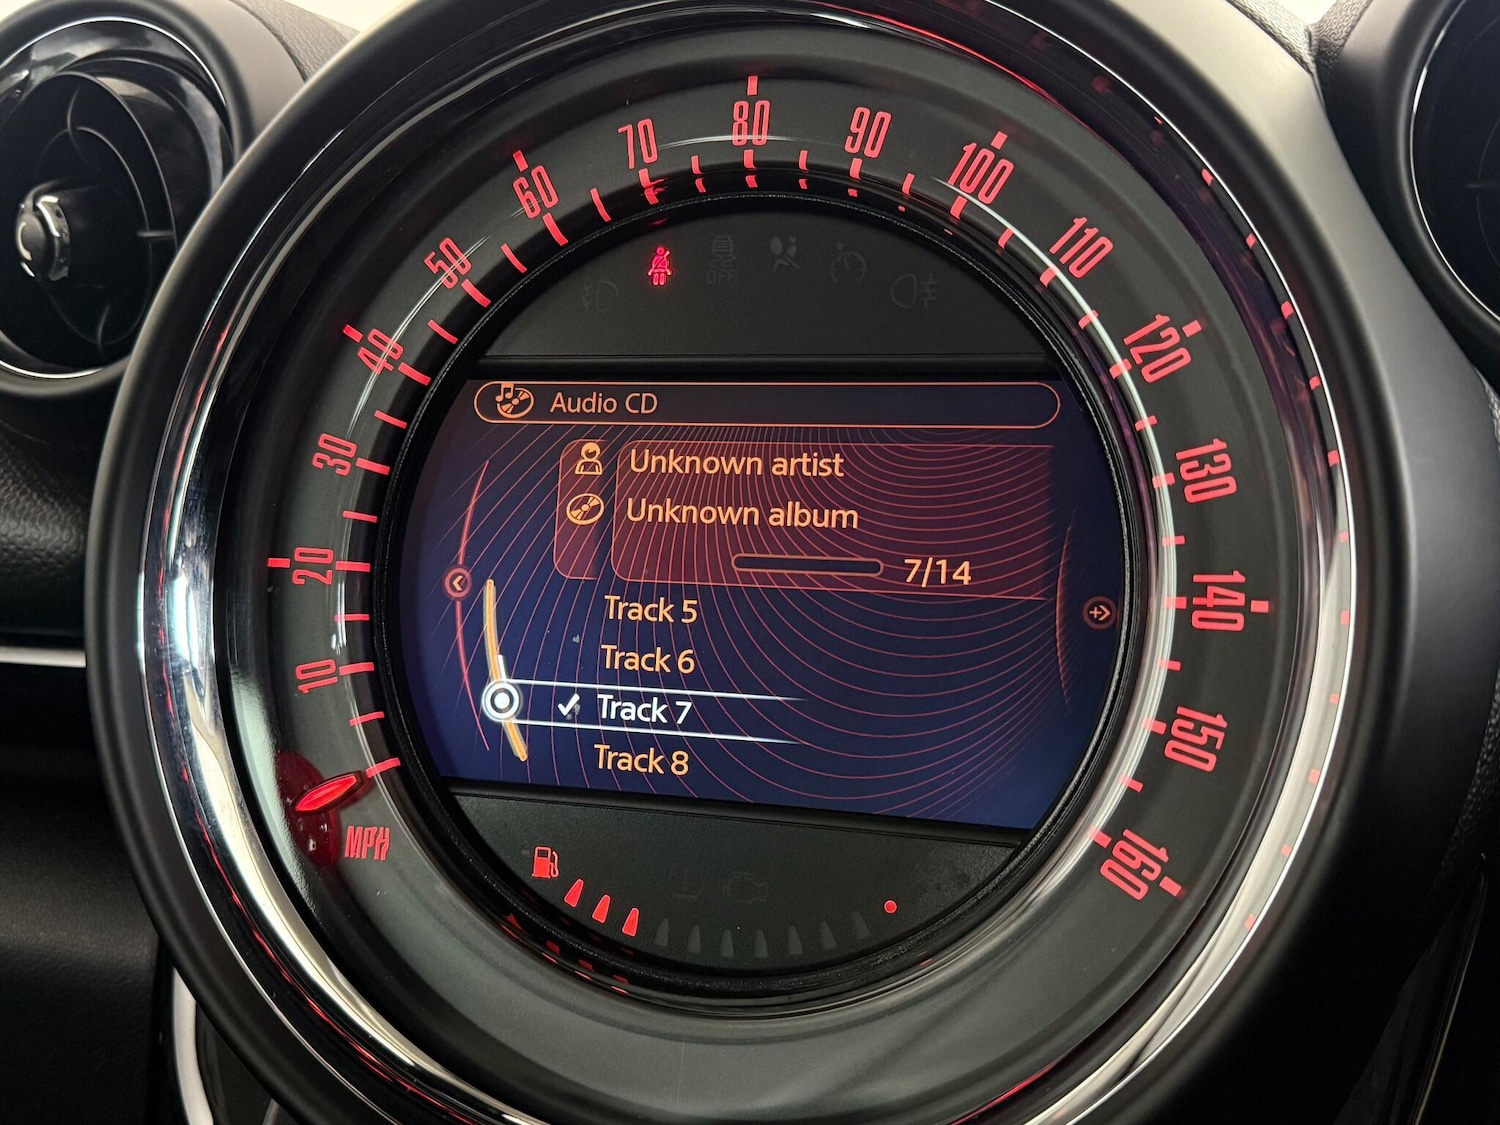 10
20
30
40
50
60
70
80
90
100
110
120
130
140
150
160
MPH
OFF
Audio CD
Unknown artist
Unknown album
7/14
Track 5
Track 6
Track 7
Track 8